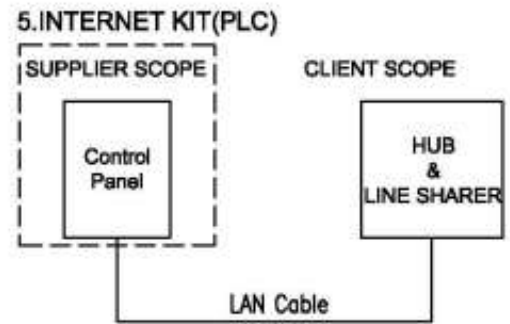 5.INTERNET KIT(PLC)
SUPPLIER SCOPE
CLIENT SCOPE
Control
Panel
HUB
&
LINE SHARER
LAN Cable